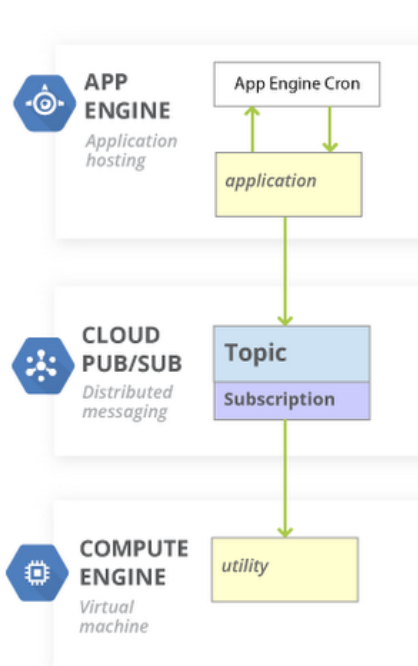 APP
ENGINE
Application
hosting
App Engine Cron
application
CLOUD
PUB/SUB
Distributed
messaging
Topic
Subscription
COMPUTE
ENGINE
Virtual
machine
utility